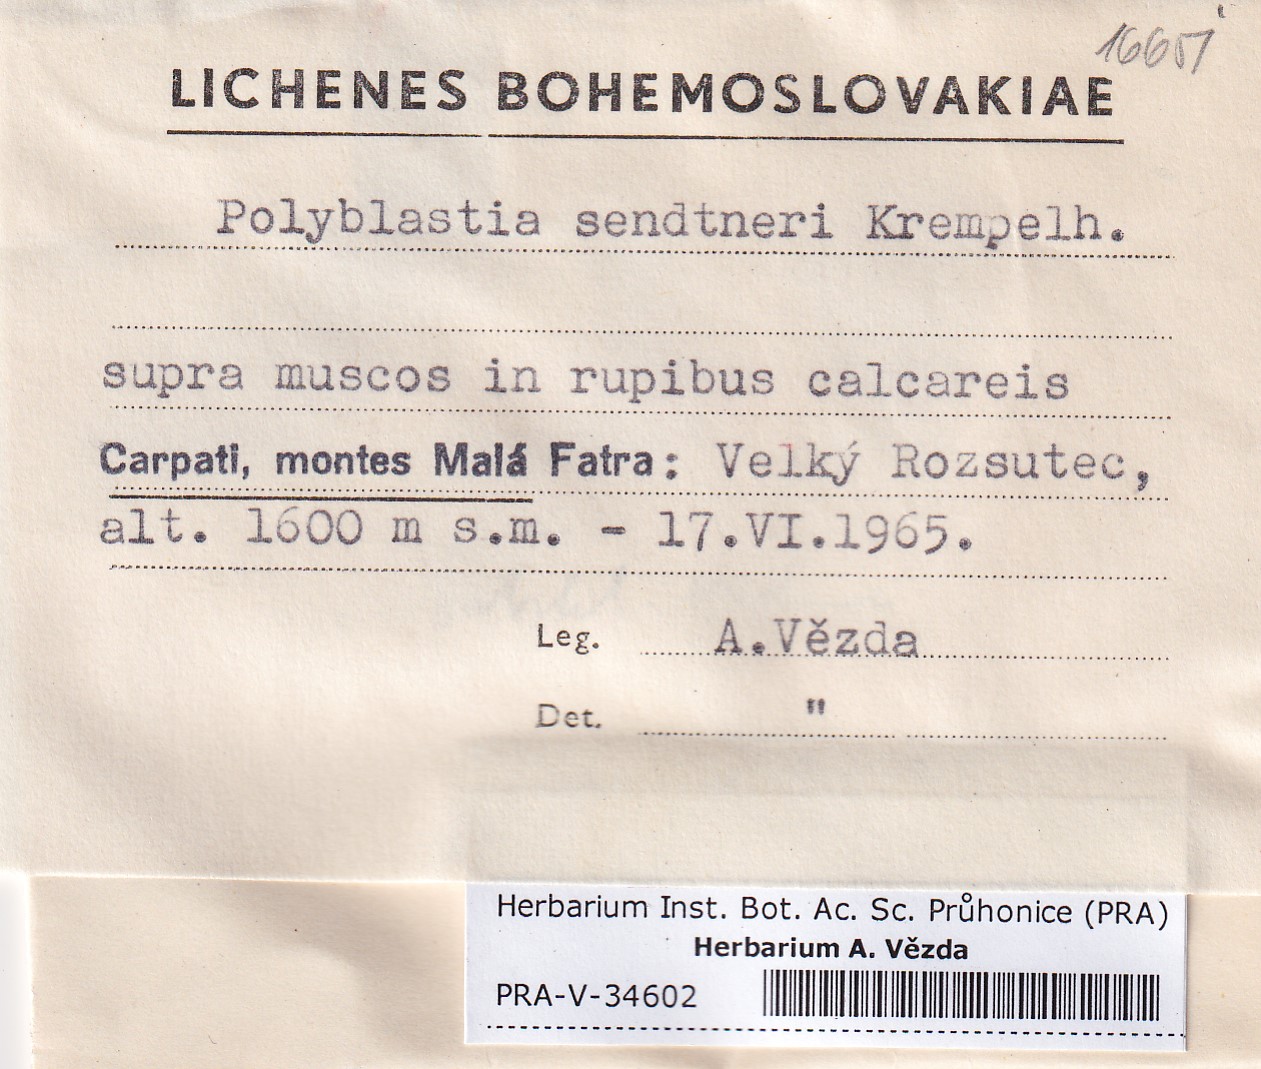 16651
LICHENES BOHEMOSLOVAKIAE
Polyblastia sendtneri Krempelh.
supra muscos in rupibus calcareis
Carpati, montes Malá Fatra: Velký Rozsutec,
alt. 1600 m s.m. - 17.VI.1965.
Leg. A.Vězda
Det. "
Herbarium Inst. Bot. Ac. Sc. Průhonice (PRA)
Herbarium A. Vězda
PRA-V-34602